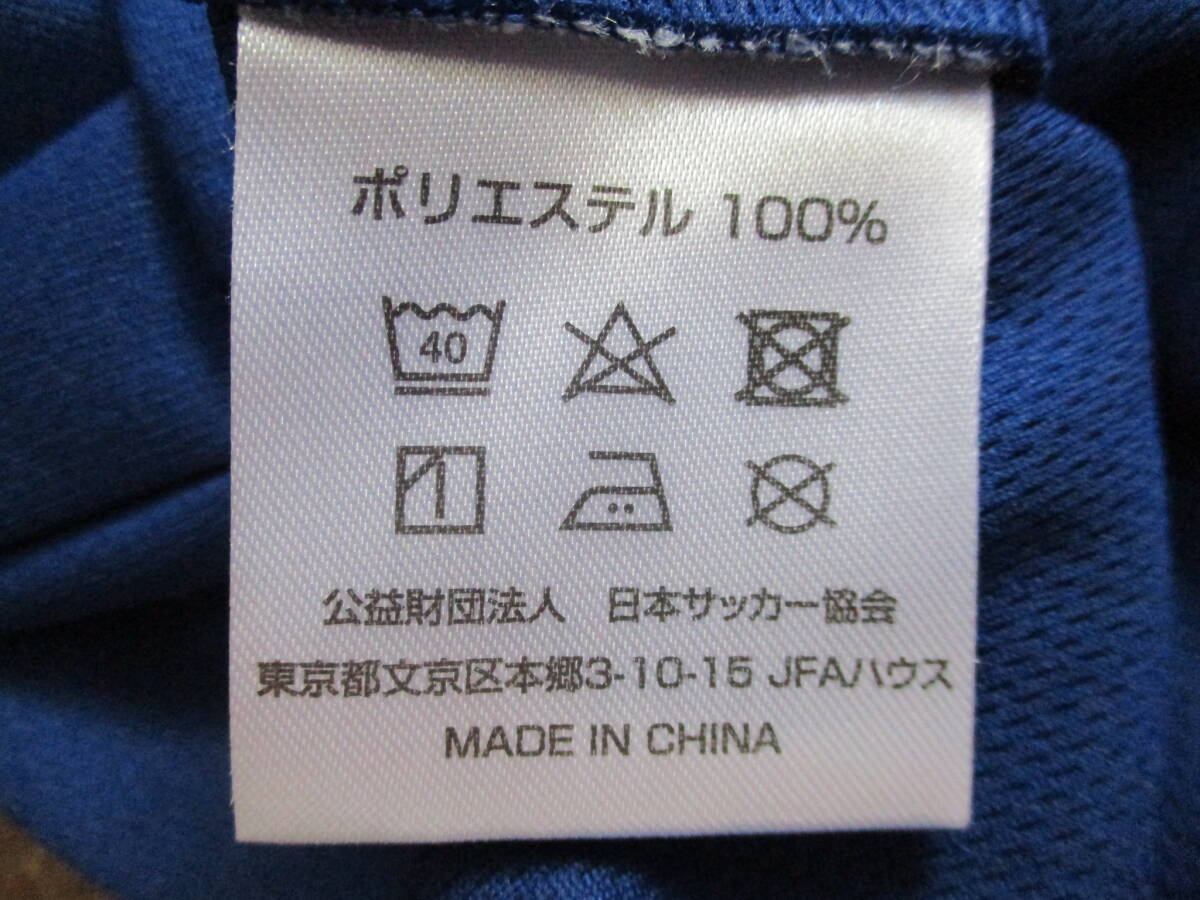 ポリエステル 100%
40
公益財団法人　日本サッカー協会
東京都文京区本郷3-10-15 JFAハウス
MADE IN CHINA